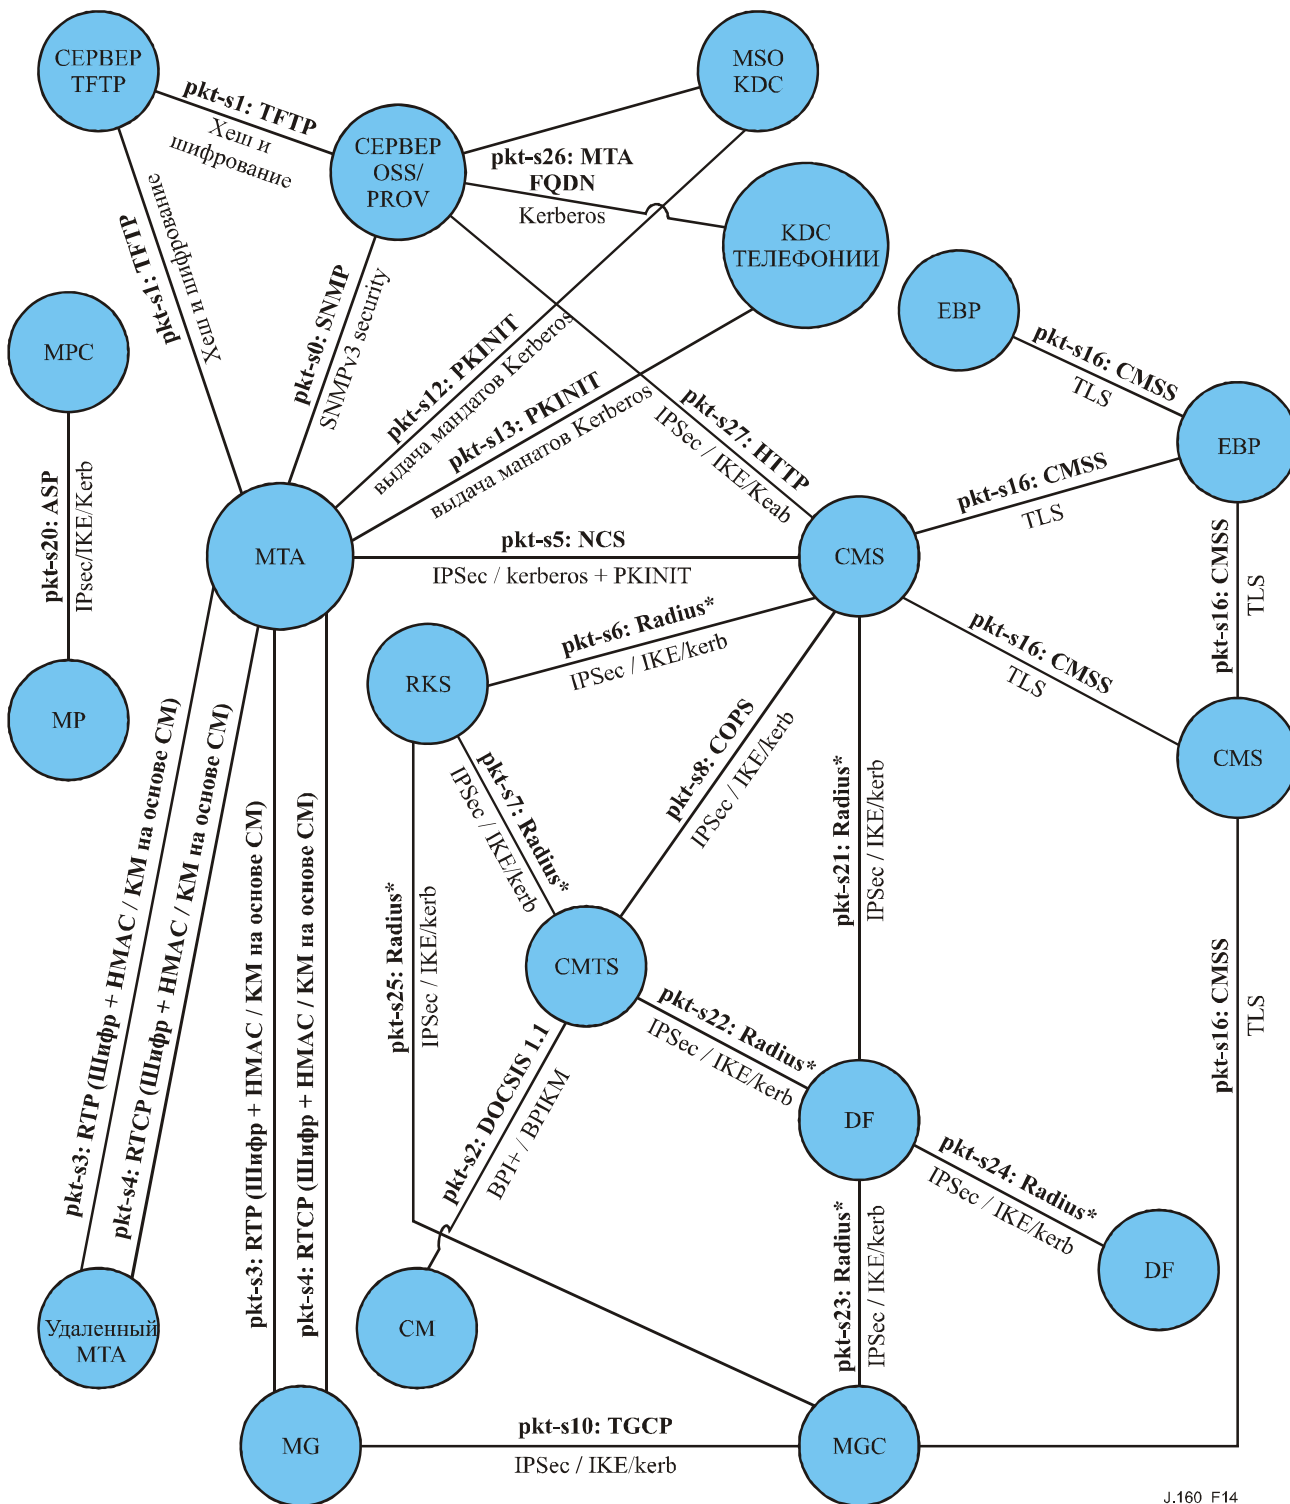 СЕРВЕР
TFTP
MSO
KDC
pkt-s1: TFTP
Хеш и
шифрование
СЕРВЕР
OSS/
PROV
pkt-s26: MTA
FQDN
Kerberos
KDC
ТЕЛЕФОНИИ
pkt-s1: TFTP
Хеш и шифрование
pkt-s0: SNMP
SNMPv3 security
pkt-s12: PKINIT
выдача мандатов Kerberos
pkt-s13: PKINIT
выдача манатов Kerberos
pkt-s27: HTTP
IPSec / IKE/Keab
EBP
pkt-s16: CMSS
TLS
EBP
MPC
pkt-s20: ASP
IPsec/IKE/Kerb
MP
MTA
pkt-s5: NCS
IPSec / kerberos + PKINIT
CMS
pkt-s16: CMSS
TLS
pkt-s16: CMSS
TLS
pkt-s16: CMSS
TLS
CMS
RKS
pkt-s6: Radius*
IPSec / IKE/kerb
pkt-s7: Radius*
IPSec / IKE/kerb
pkt-s8: COPS
IPSec / IKE/kerb
pkt-s21: Radius*
IPSec / IKE/kerb
pkt-s25: Radius*
IPSec / IKE/kerb
CMTS
pkt-s22: Radius*
IPSec / IKE/kerb
pkt-s2: DOCSIS 1.1
BPI+ / BPIKM
DF
pkt-s24: Radius*
IPSec / IKE/kerb
DF
pkt-s23: Radius*
IPSec / IKE/kerb
pkt-s16: CMSS
TLS
pkt-s3: RTP (Шифр + HMAC / KM на основе CM)
pkt-s4: RTCP (Шифр + HMAC / KM на основе CM)
pkt-s3: RTP (Шифр + HMAC / KM на основе CM)
pkt-s4: RTCP (Шифр + HMAC / KM на основе CM)
Удаленный
MTA
CM
MG
pkt-s10: TGCP
IPSec / IKE/kerb
MGC
J.160_F14